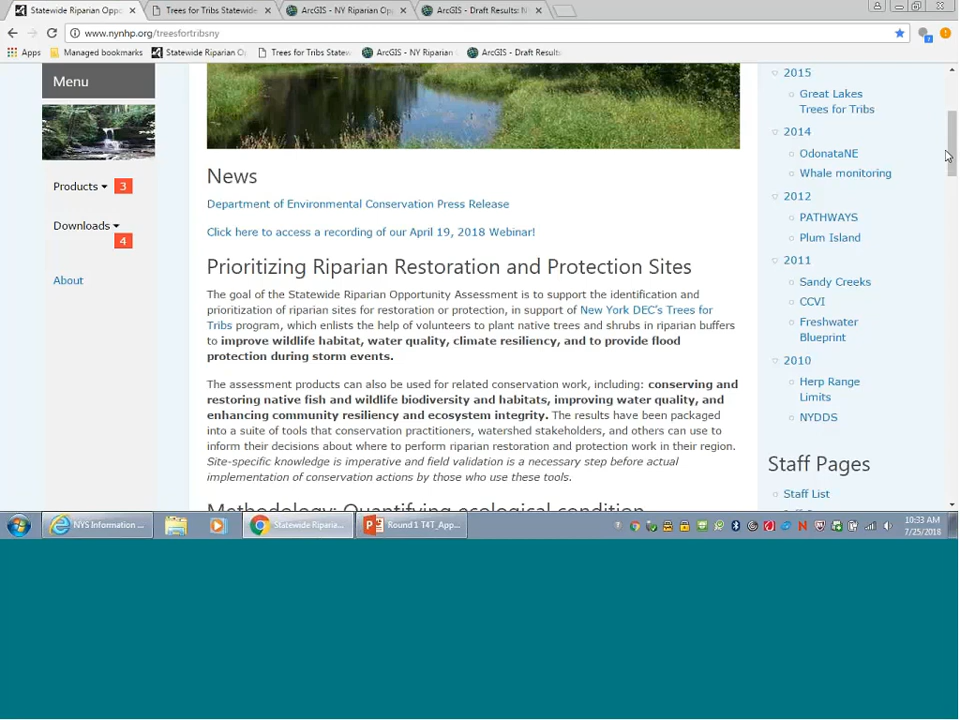 Statewide Riparian Oppo
Trees for Tribs Statewide
ArcGIS - NY Riparian Op
ArcGIS - Draft Results: N
www.nynhp.org/treesfortribsny
Apps
Managed bookmarks
Statewide Riparian O
Trees for Tribs Statew
ArcGIS - NY Riparian
ArcGIS - Draft Results
Menu
Products
3
Downloads
4
About
News
Department of Environmental Conservation Press Release
Click here to access a recording of our April 19, 2018 Webinar!
Prioritizing Riparian Restoration and Protection Sites
The goal of the Statewide Riparian Opportunity Assessment is to support the identification and
prioritization of riparian sites for restoration or protection, in support of New York DEC's Trees for
Tribs program, which enlists the help of volunteers to plant native trees and shrubs in riparian buffers
to improve wildlife habitat, water quality, climate resiliency, and to provide flood
protection during storm events.
The assessment products can also be used for related conservation work, including: conserving and
restoring native fish and wildlife biodiversity and habitats, improving water quality, and
enhancing community resiliency and ecosystem integrity. The results have been packaged
into a suite of tools that conservation practitioners, watershed stakeholders, and others can use to
inform their decisions about where to perform riparian restoration and protection work in their region.
Site-specific knowledge is imperative and field validation is a necessary step before actual
implementation of conservation actions by those who use these tools.
Methodology: Quantifying ecological condition
2015
Great Lakes
Trees for Tribs
2014
OdonataNE
Whale monitoring
2012
PATHWAYS
Plum Island
2011
Sandy Creeks
CCVI
Freshwater
Blueprint
2010
Herp Range
Limits
NYDDS
Staff Pages
Staff List
NYS Information ...
Statewide Riparia...
Round 1 T4T_App...
10:33 AM
7/25/2018